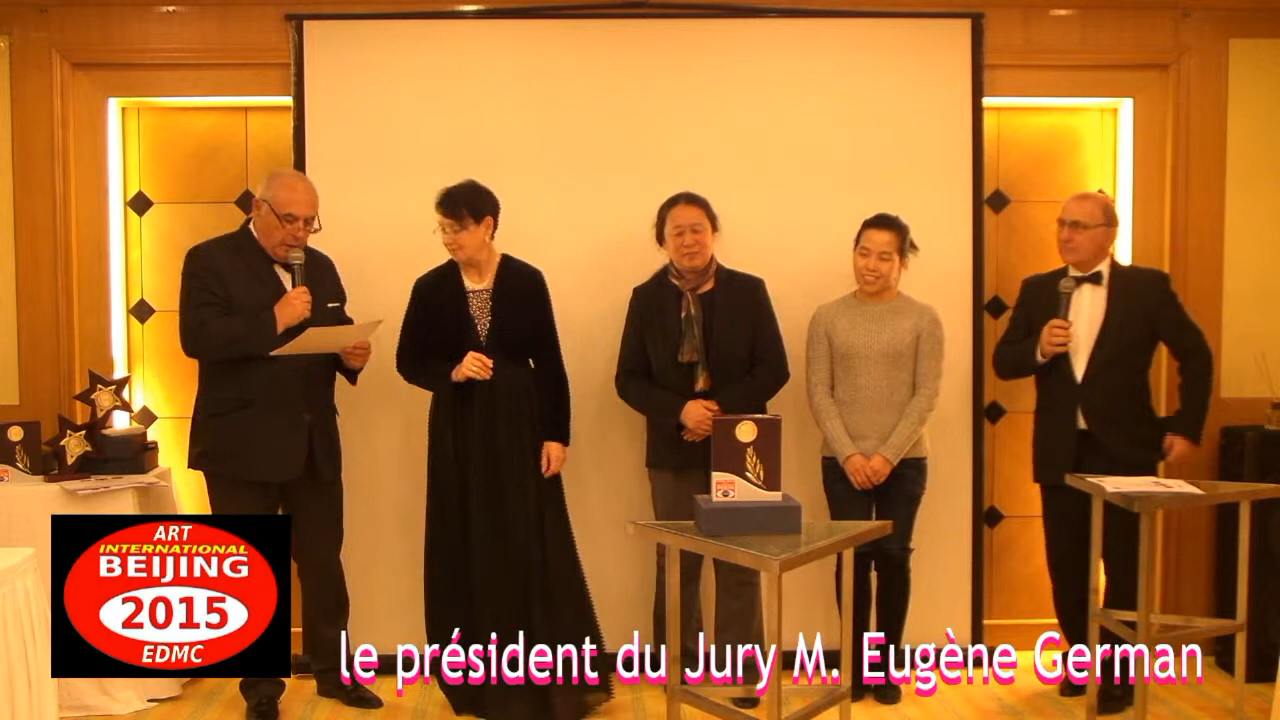 ART
INTERNATIONAL
BEIJING
2015
EDMC
le président du Jury M. Eugène German